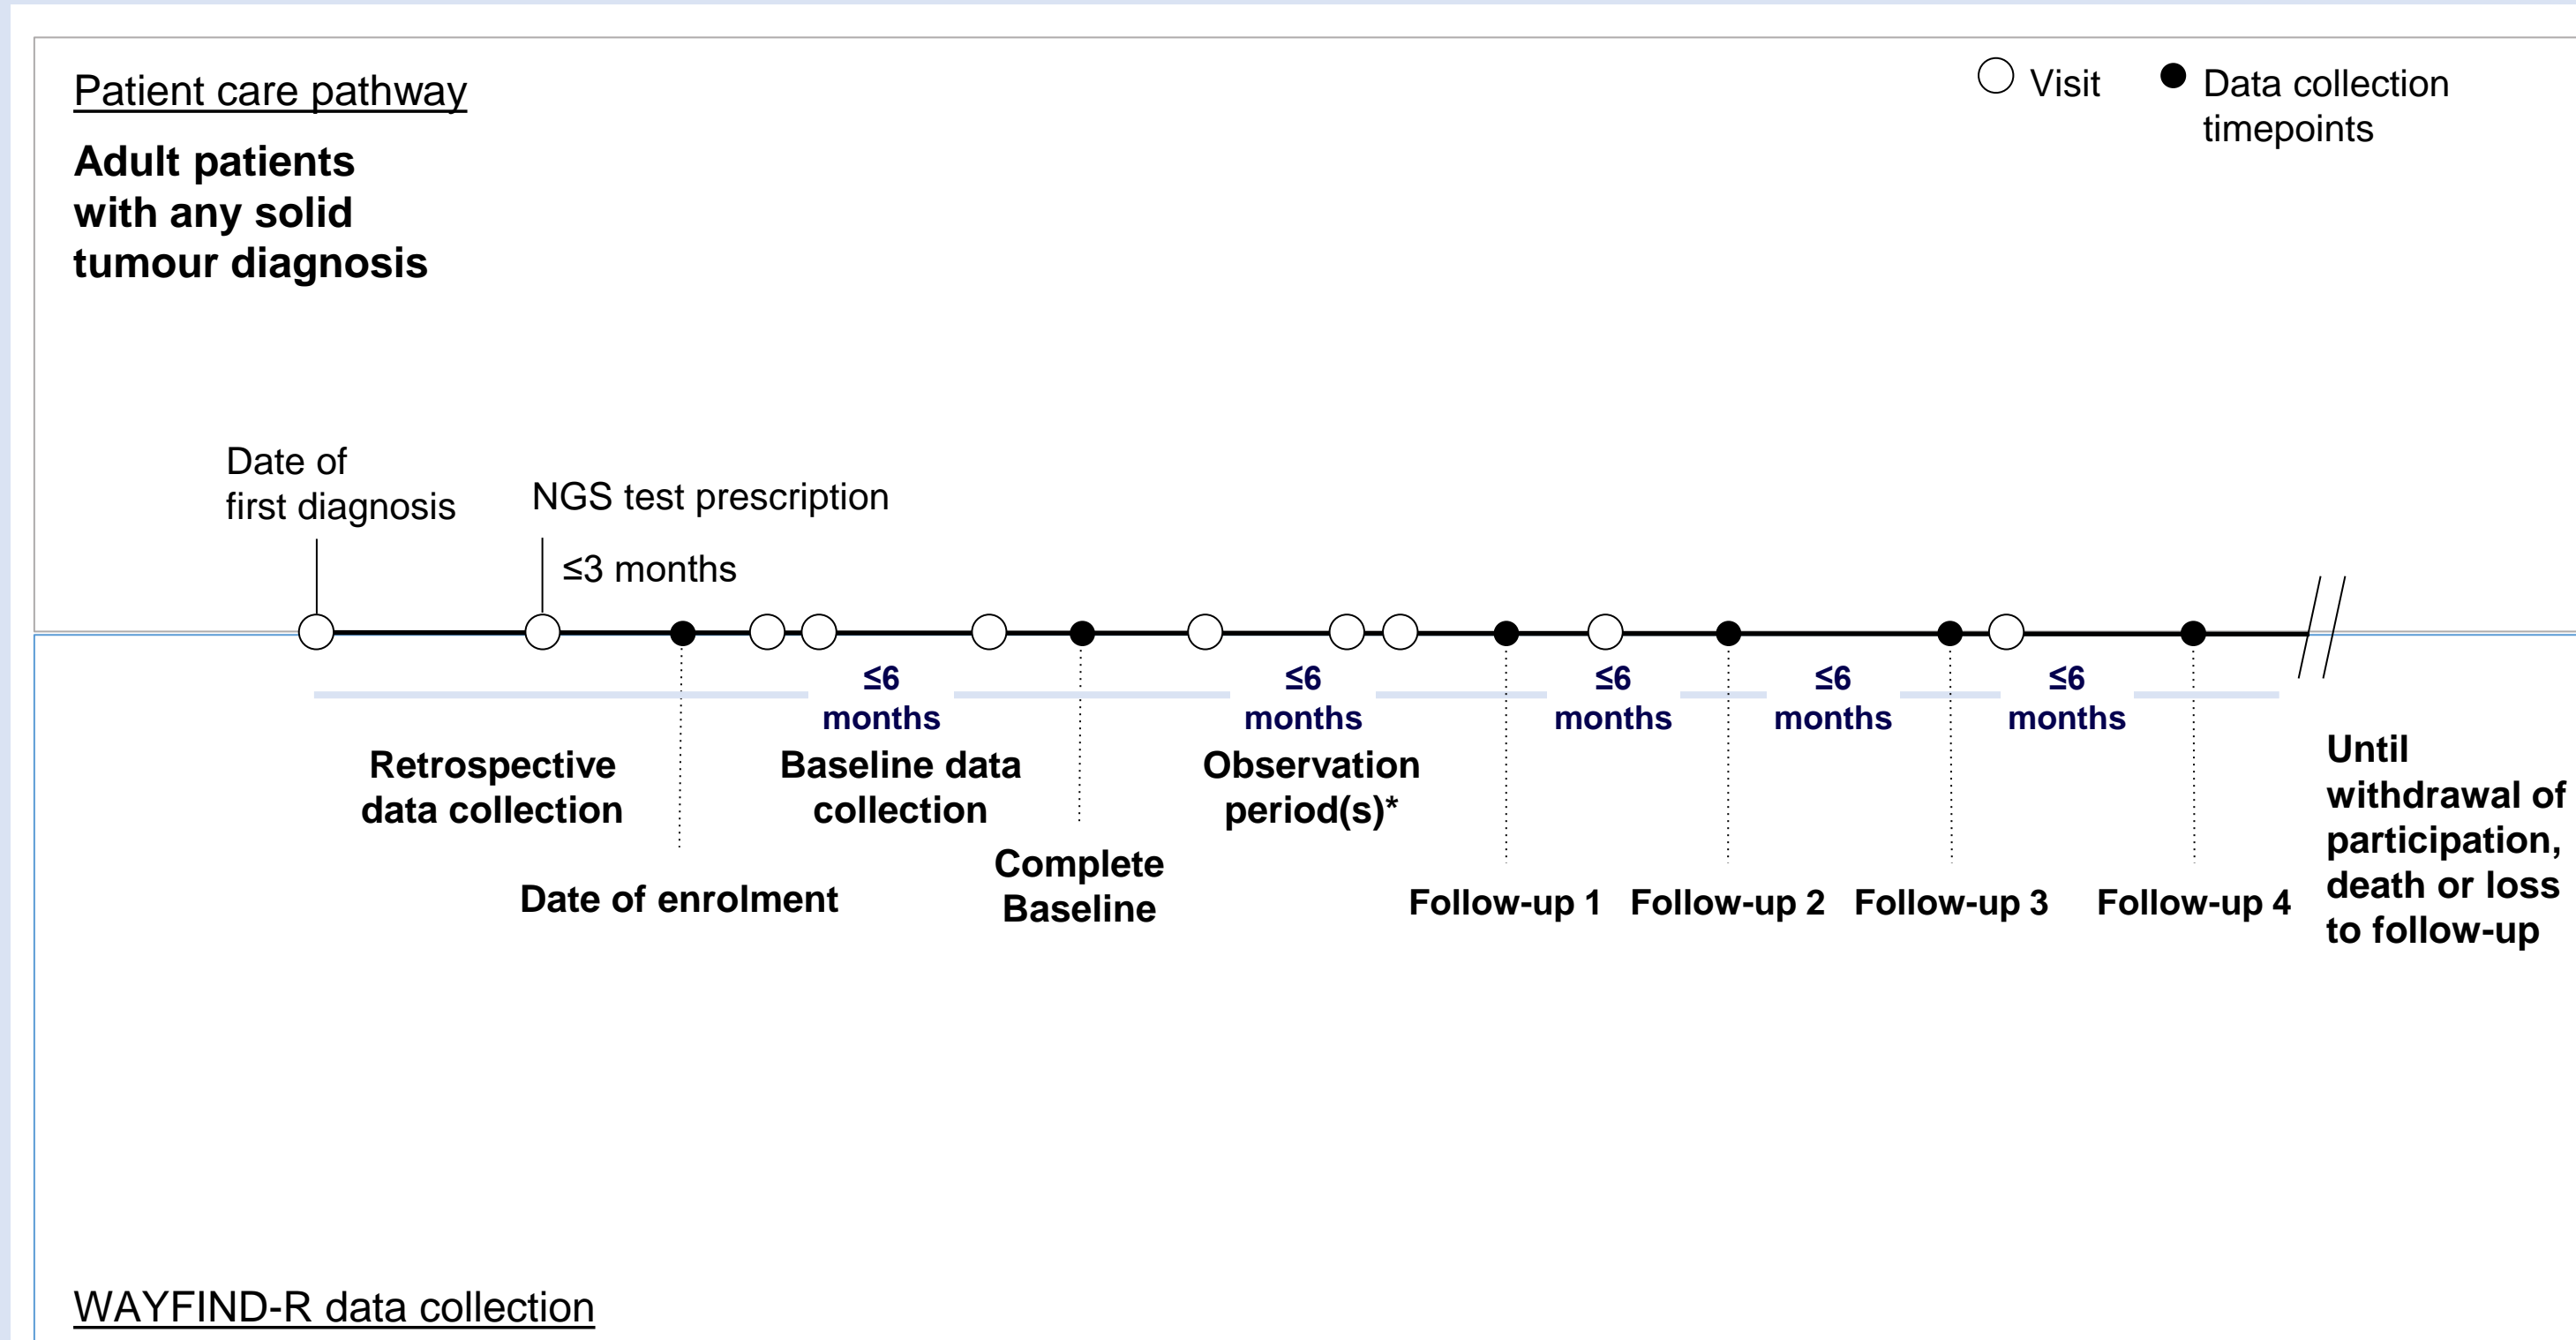 Patient care pathway
Visit
Data collection
timepoints
Adult patients
with any solid
tumour diagnosis
Date of
first diagnosis
NGS test prescription
≤3 months
≤6
months
≤6
months
≤6
months
≤6
months
≤6
months
Retrospective
data collection
Baseline data
collection
Observation
period(s)*
Date of enrolment
Complete
Baseline
Follow-up 1
Follow-up 2
Follow-up 3
Follow-up 4
Until
withdrawal of
participation,
death or loss
to follow-up
WAYFIND-R data collection